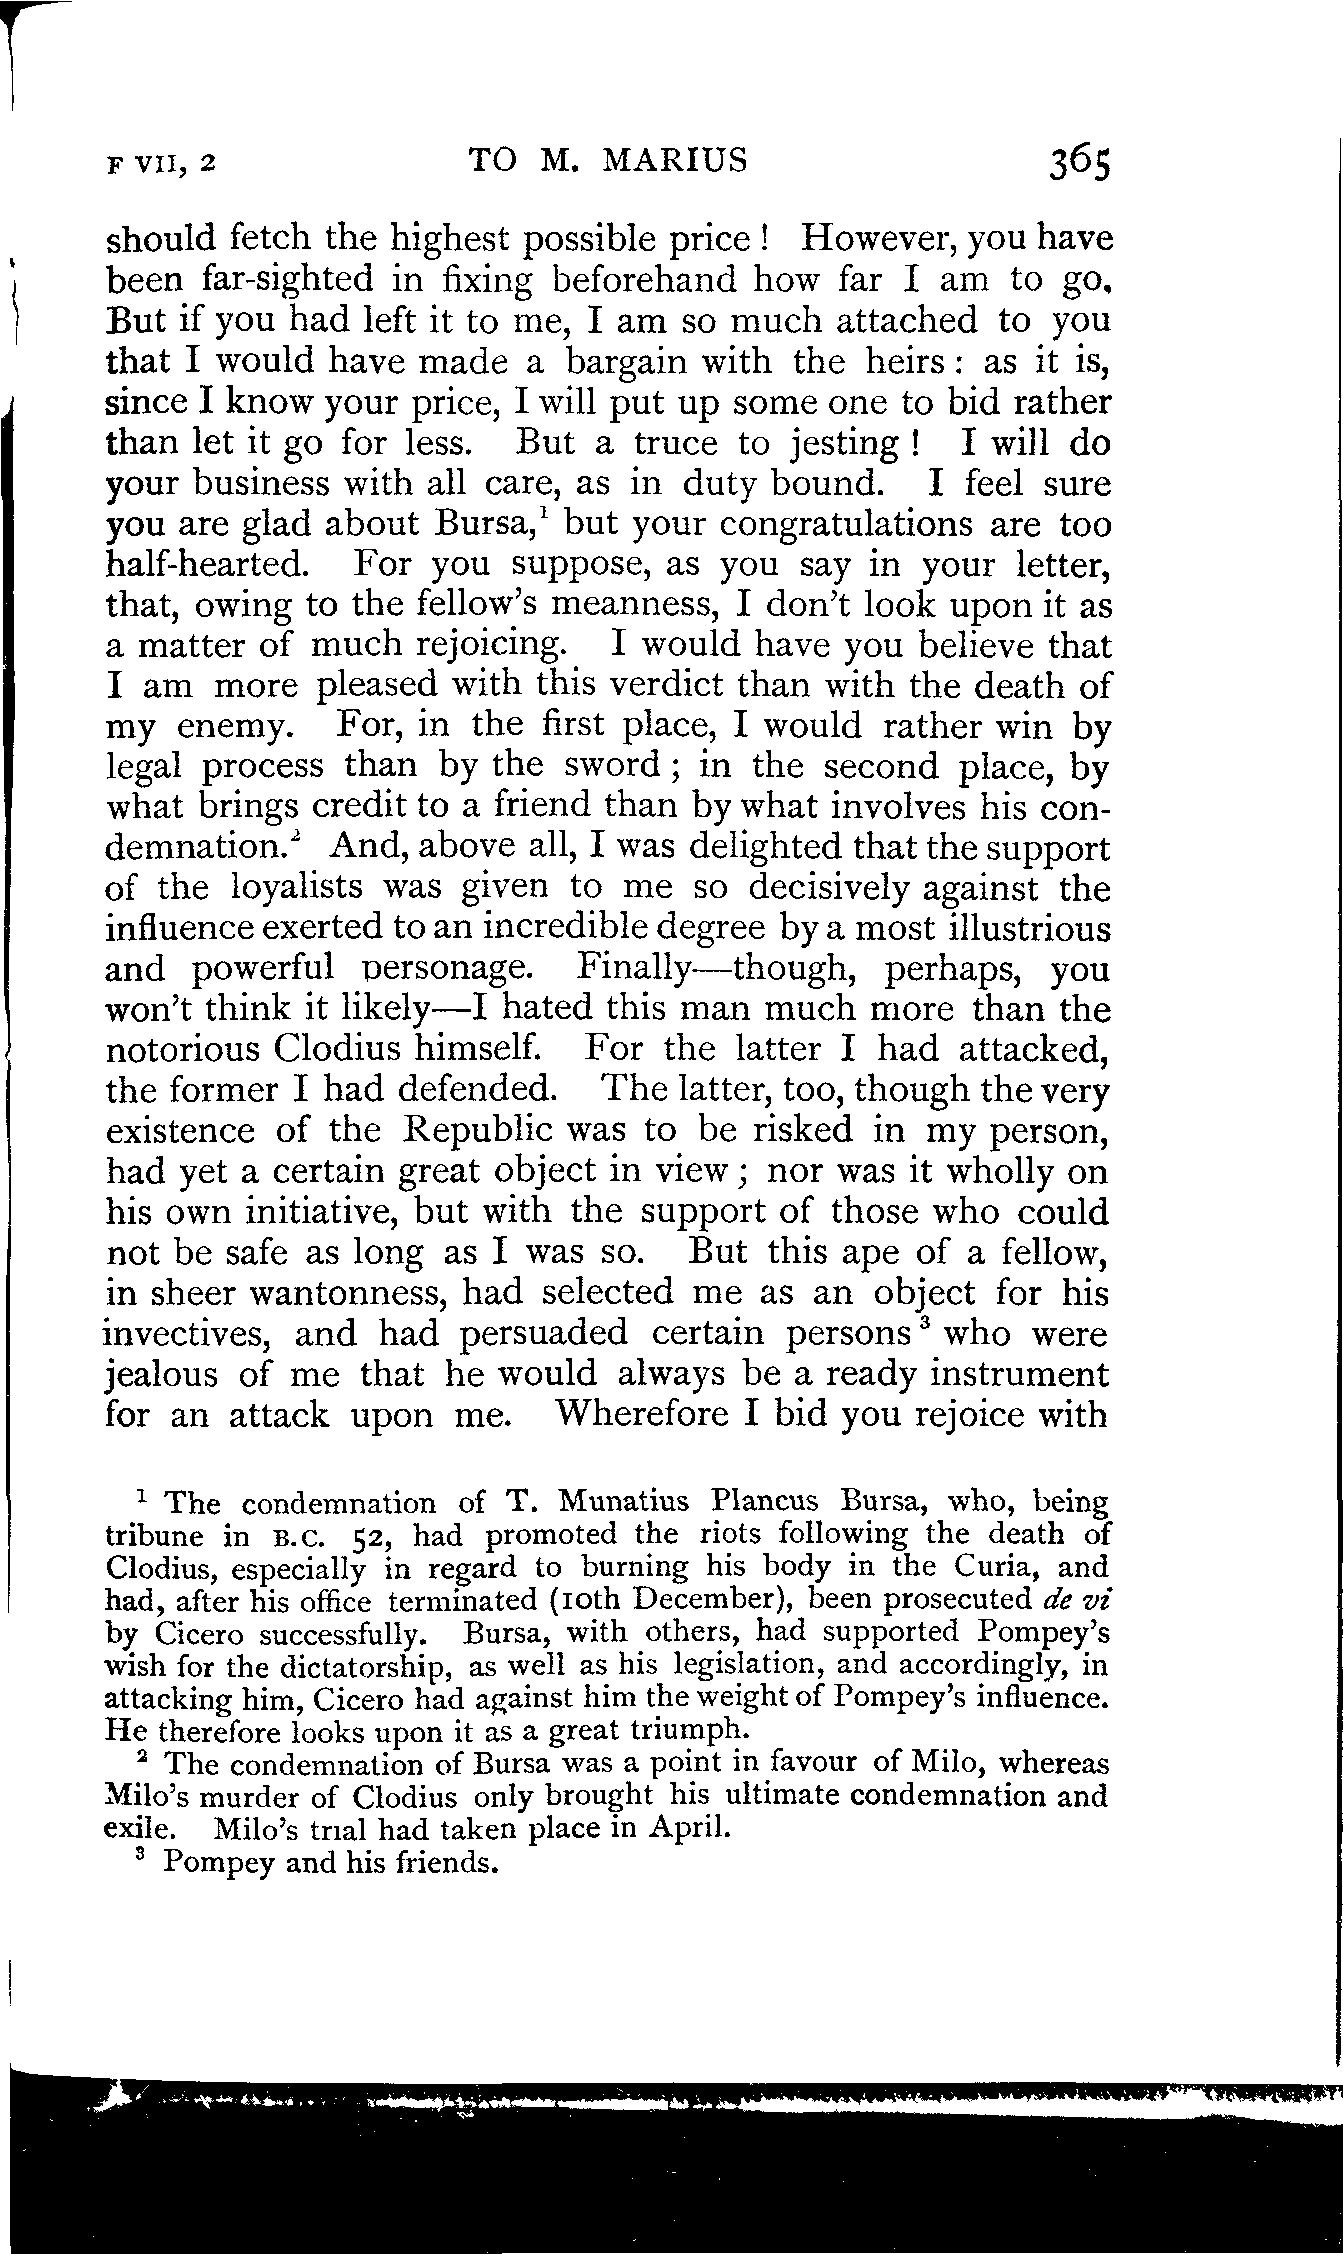 F VII, 2 TO M. MARIUS 365
should fetch the highest possible price ! However, you have
been far-sighted in fixing beforehand how far I am to go.
But if you had left it to me, I am so much attached to you
that I would have made a bargain with the heirs : as it is,
since I know your price, I will put up some one to bid rather
than let it go for less. But a truce to jesting ! I will do
your business with all care, as in duty bound. I feel sure
you are glad about Bursa,¹ but your congratulations are too
half-hearted. For you suppose, as you say in your letter,
that, owing to the fellow's meanness, I don't look upon it as
a matter of much rejoicing. I would have you believe that
I am more pleased with this verdict than with the death of
my enemy. For, in the first place, I would rather win by
legal process than by the sword ; in the second place, by
what brings credit to a friend than by what involves his con-
demnation.² And, above all, I was delighted that the support
of the loyalists was given to me so decisively against the
influence exerted to an incredible degree by a most illustrious
and powerful personage. Finally—though, perhaps, you
won't think it likely—I hated this man much more than the
notorious Clodius himself. For the latter I had attacked,
the former I had defended. The latter, too, though the very
existence of the Republic was to be risked in my person,
had yet a certain great object in view ; nor was it wholly on
his own initiative, but with the support of those who could
not be safe as long as I was so. But this ape of a fellow,
in sheer wantonness, had selected me as an object for his
invectives, and had persuaded certain persons ³ who were
jealous of me that he would always be a ready instrument
for an attack upon me. Wherefore I bid you rejoice with
¹ The condemnation of T. Munatius Plancus Bursa, who, being
tribune in B.C. 52, had promoted the riots following the death of
Clodius, especially in regard to burning his body in the Curia, and
had, after his office terminated (10th December), been prosecuted de vi
by Cicero successfully. Bursa, with others, had supported Pompey's
wish for the dictatorship, as well as his legislation, and accordingly, in
attacking him, Cicero had against him the weight of Pompey's influence.
He therefore looks upon it as a great triumph.
² The condemnation of Bursa was a point in favour of Milo, whereas
Milo's murder of Clodius only brought his ultimate condemnation and
exile. Milo's trial had taken place in April.
³ Pompey and his friends.